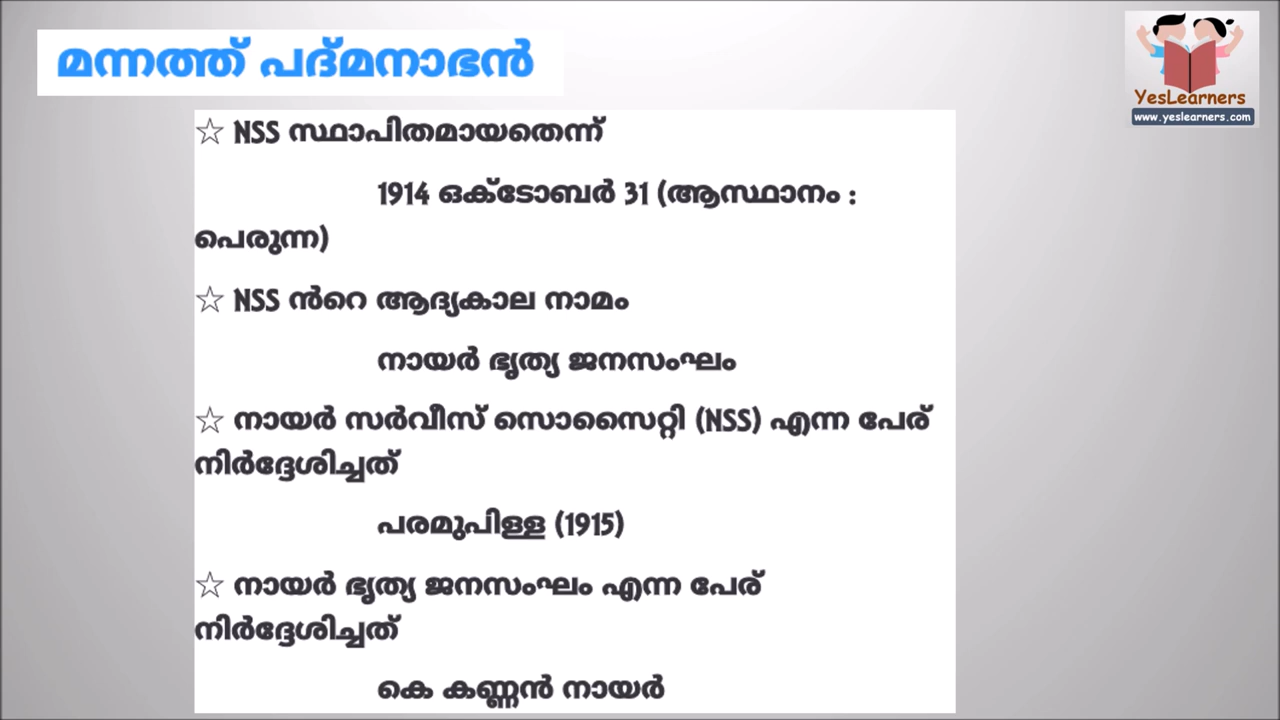 മന്നത്ത് പദ്മനാഭൻ
YesLearners
www.yeslearners.com
☆ NSS സ്ഥാപിതമായതെന്ന്
1914 ഒക്ടോബർ 31 (ആസ്ഥാനം :
പെരുന്ന)
☆ NSS ൻറെ ആദ്യകാല നാമം
നായർ ഭൃത്യ ജനസംഘം
☆ നായർ സർവീസ് സൊസൈറ്റി (NSS) എന്ന പേര്
നിർദ്ദേശിച്ചത്
പരമുപിള്ള (1915)
☆ നായർ ഭൃത്യ ജനസംഘം എന്ന പേര്
നിർദ്ദേശിച്ചത്
കെ കണ്ണൻ നായർ